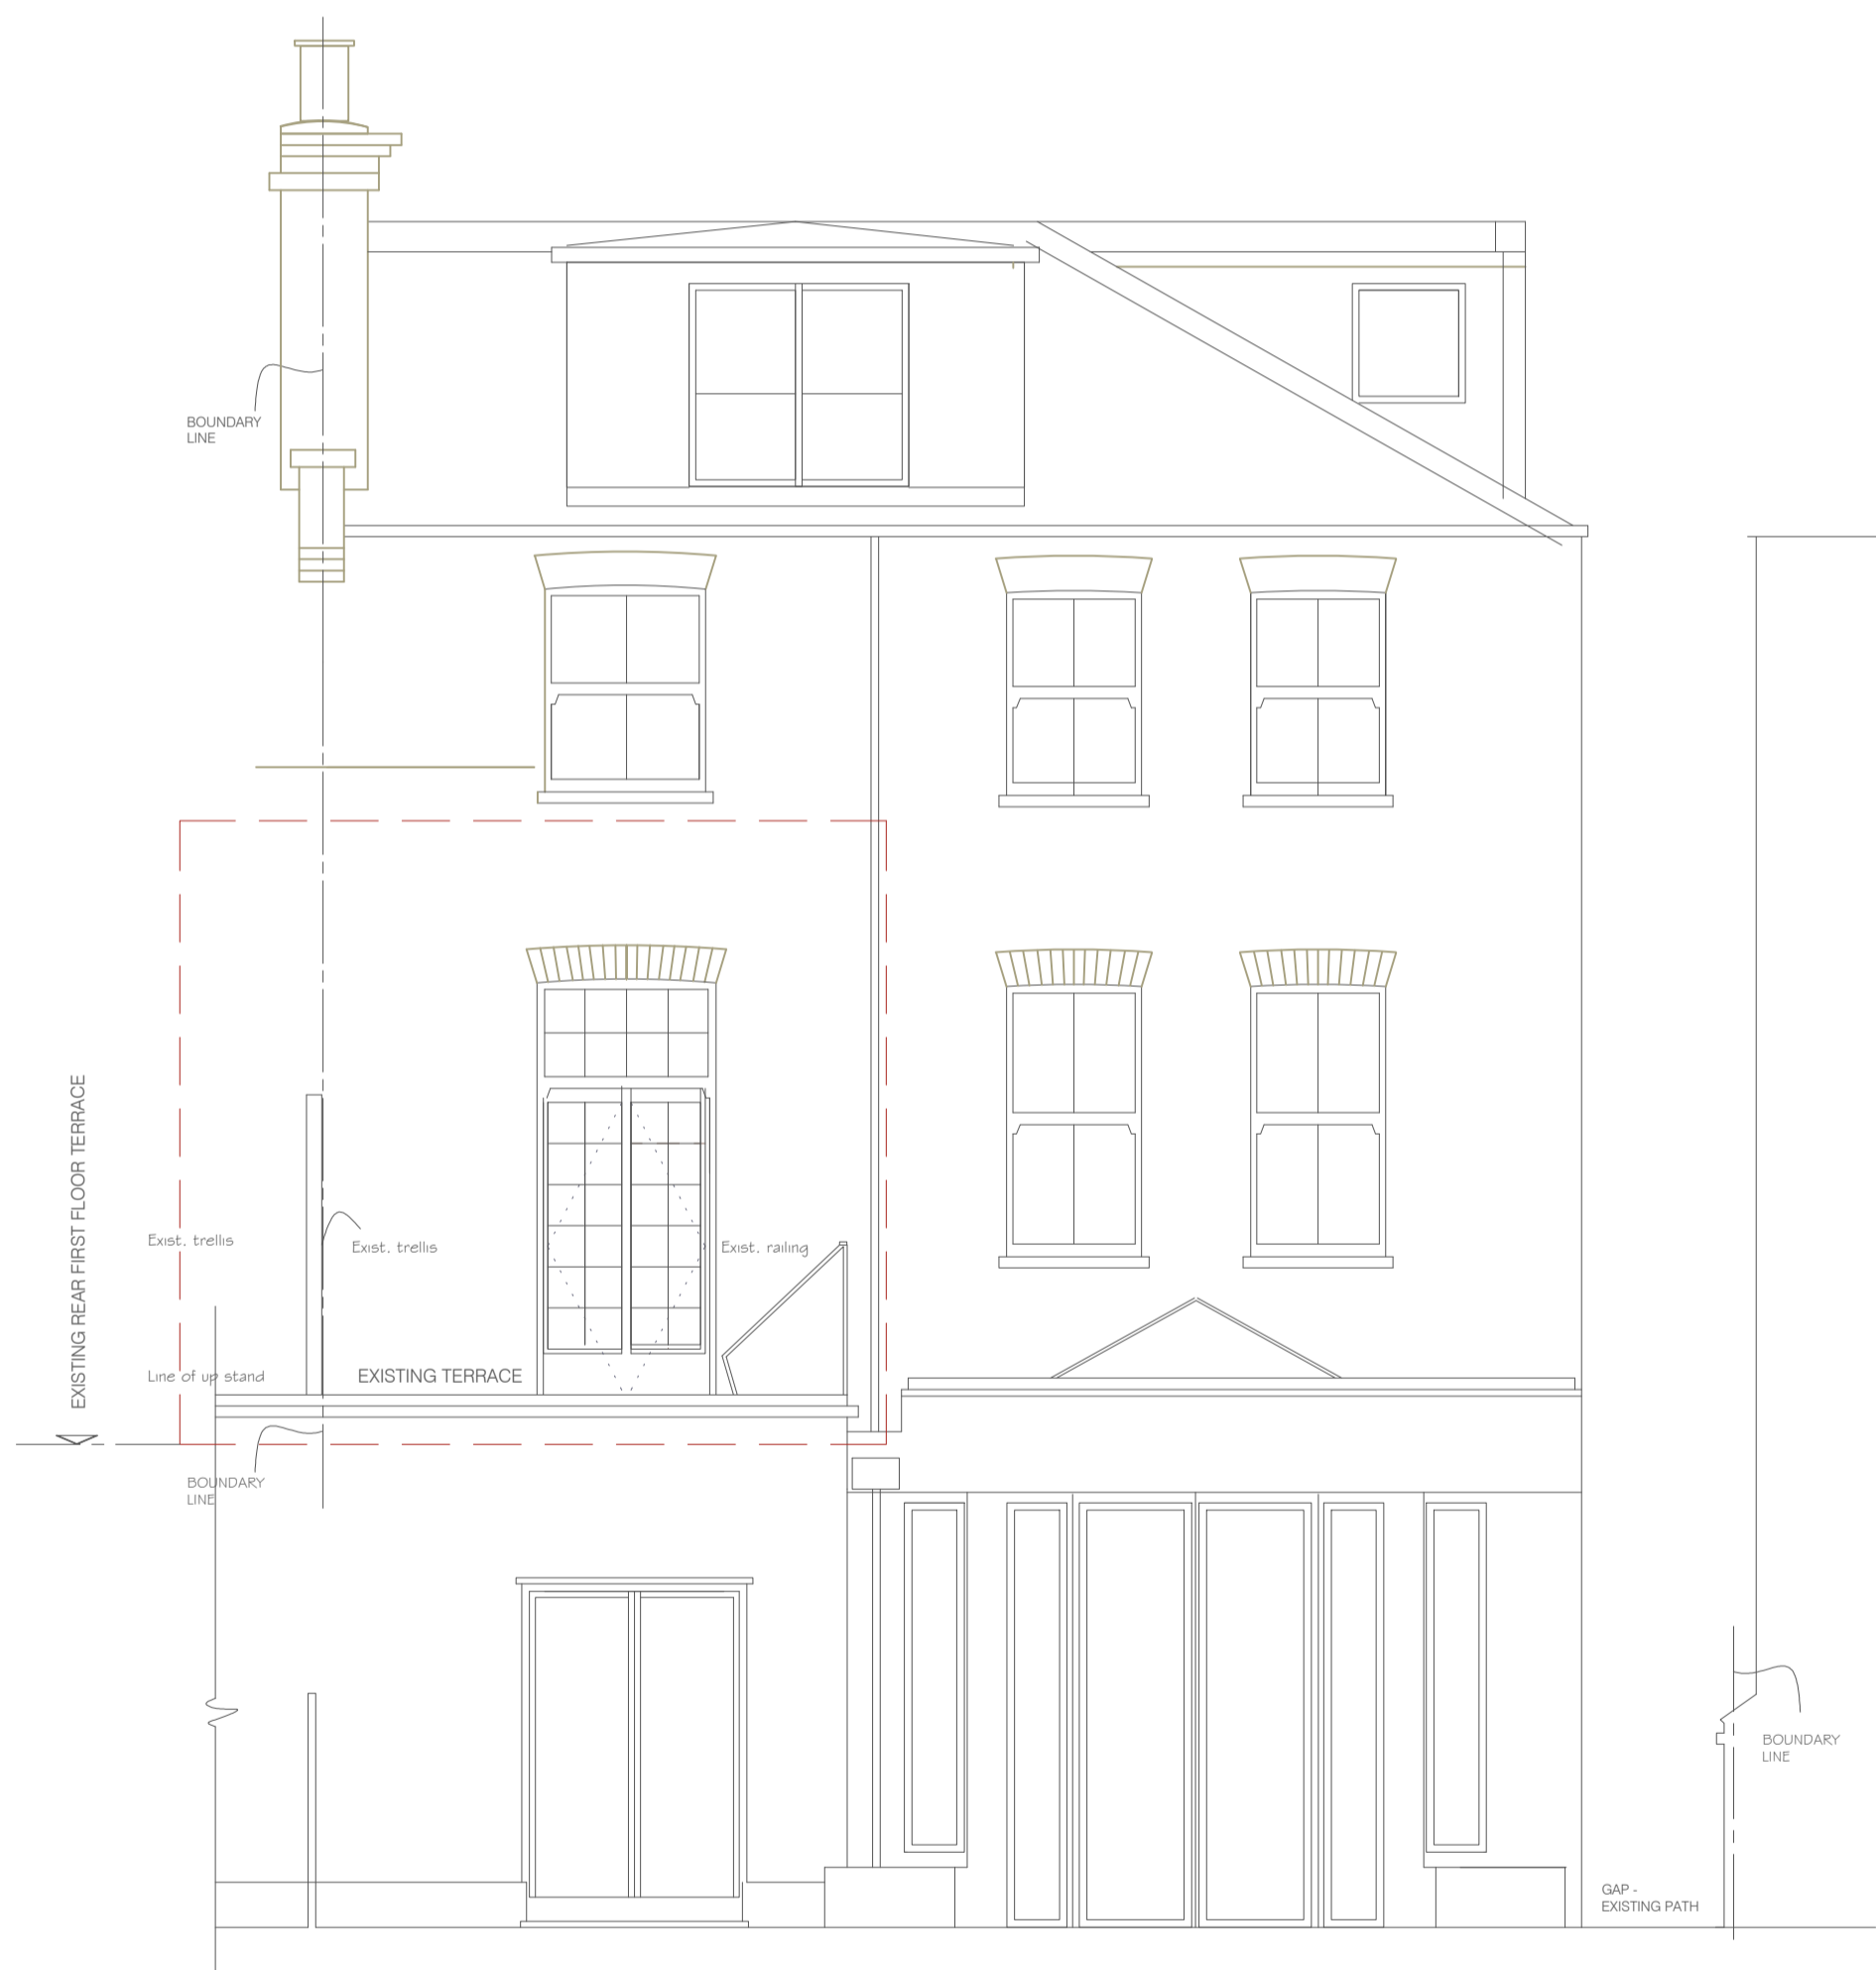 BOUNDARY
LINE
EXISTING REAR FIRST FLOOR TERRACE
Exist. trellis
Exist. trellis
Exist. railing
Line of up stand
EXISTING TERRACE
BOUNDARY
LINE
BOUNDARY
LINE
GAP -
EXISTING PATH